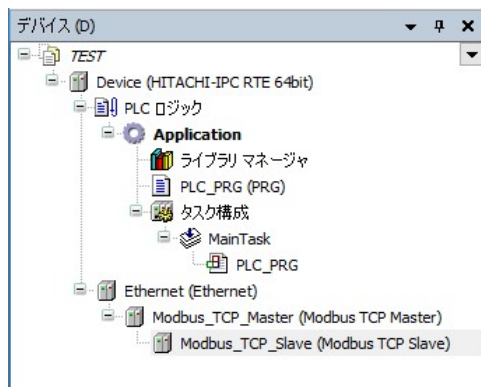 デバイス (D)
TEST
Device (HITACHI-IPC RTE 64bit)
PLC ロジック
Application
ライブラリ マネージャ
PLC_PRG (PRG)
タスク構成
MainTask
PLC_PRG
Ethernet (Ethernet)
Modbus_TCP_Master (Modbus TCP Master)
Modbus_TCP_Slave (Modbus TCP Slave)